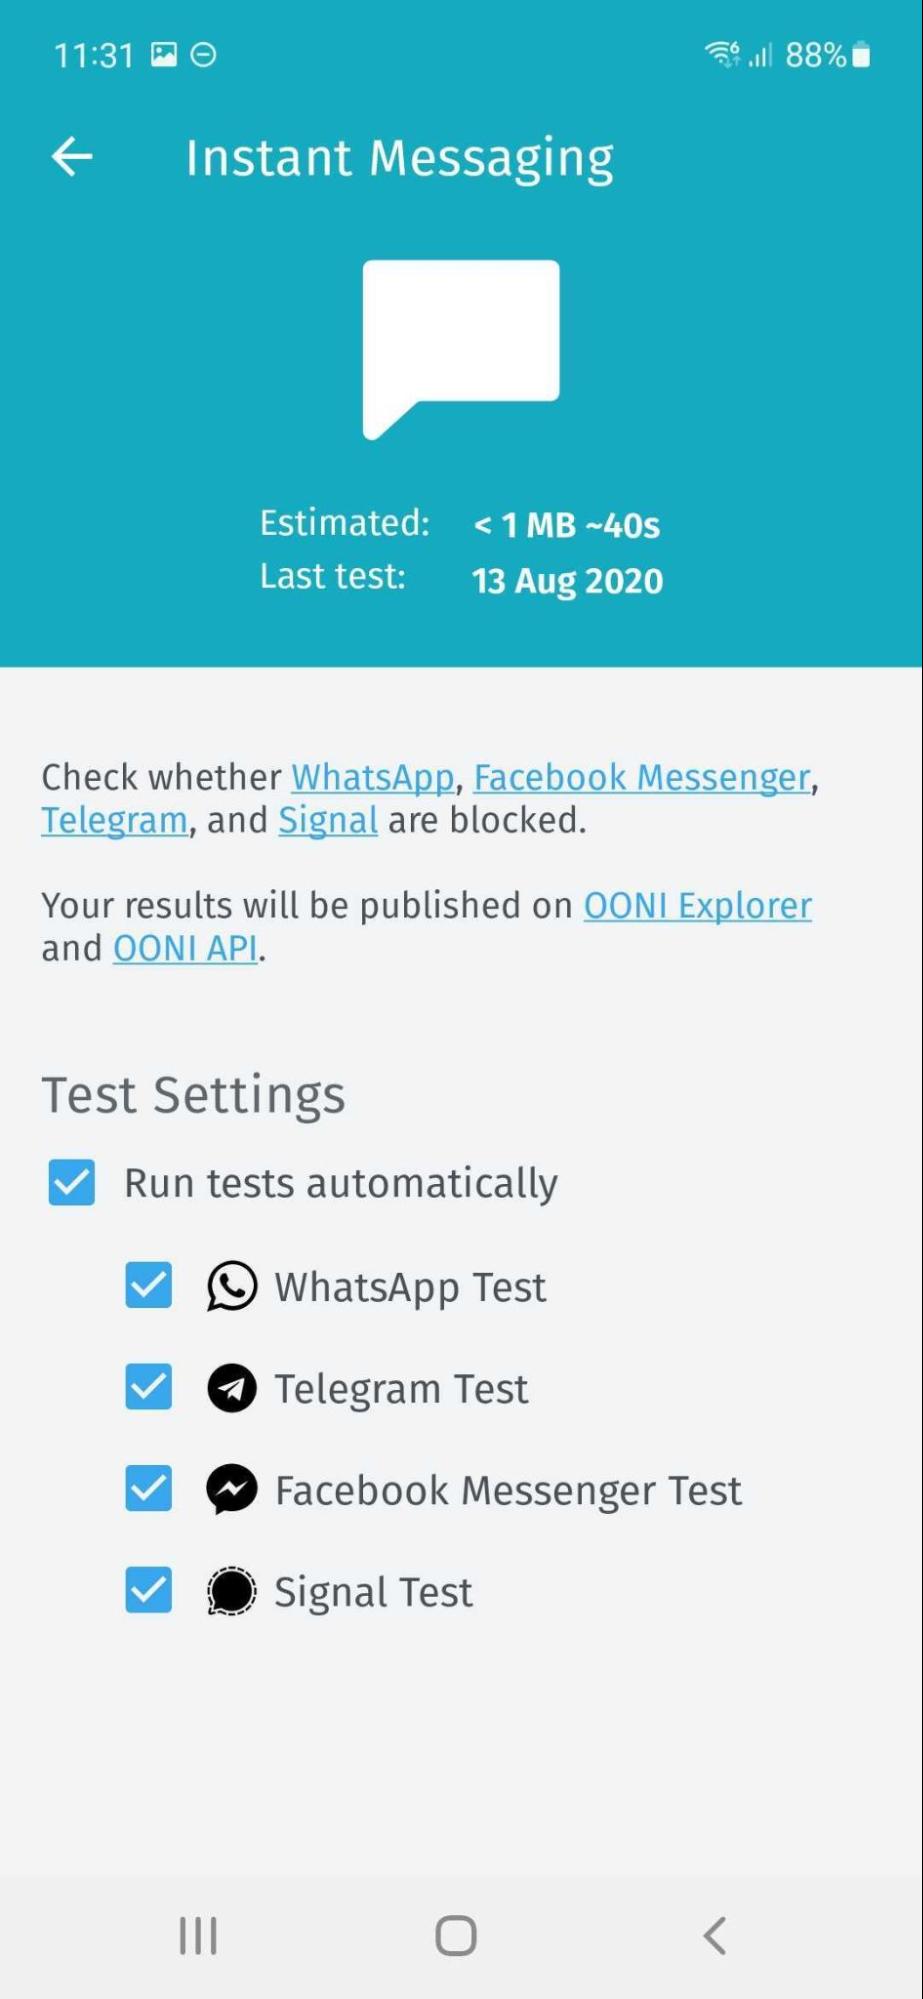 11:31 88%
Instant Messaging
Estimated: < 1 MB ~40s
Last test: 13 Aug 2020
Check whether WhatsApp, Facebook Messenger,
Telegram, and Signal are blocked.
Your results will be published on OONI Explorer
and OONI API.
Test Settings
Run tests automatically
WhatsApp Test
Telegram Test
Facebook Messenger Test
Signal Test